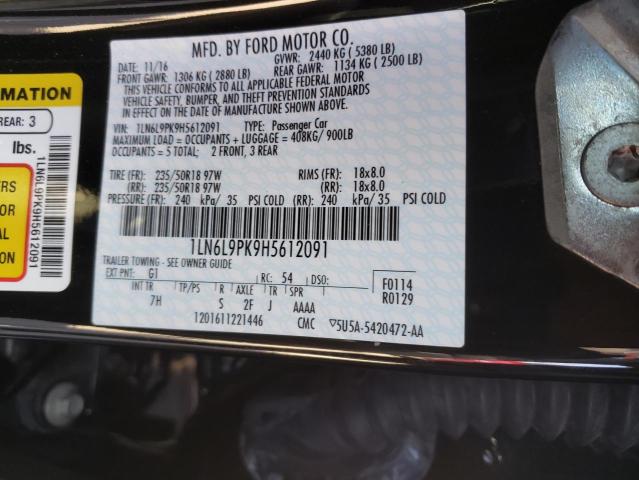 MFD. BY FORD MOTOR CO.
DATE: 11/16 GVWR: 2440 KG ( 5380 LB)
FRONT GAWR: 1306 KG ( 2880 LB) REAR GAWR: 1134 KG ( 2500 LB)
THIS VEHICLE CONFORMS TO ALL APPLICABLE FEDERAL MOTOR
VEHICLE SAFETY, BUMPER, AND THEFT PREVENTION STANDARDS
IN EFFECT ON THE DATE OF MANUFACTURE SHOWN ABOVE.
VIN: 1LN6L9PK9H5612091 TYPE: Passenger Car
MAXIMUM LOAD = OCCUPANTS + LUGGAGE = 408KG/ 900LB
OCCUPANTS = 5 TOTAL: 2 FRONT, 3 REAR
TIRE (FR): 235/50R18 97W RIMS (FR): 18x8.0
(RR): 235/50R18 97W (RR): 18x8.0
PRESSURE (FR): 240 kPa/ 35 PSI COLD (RR): 240 kPa/ 35 PSI COLD
1LN6L9PK9H5612091
TRAILER TOWING - SEE OWNER GUIDE
EXT PNT: G1 RC: 54 DSO: F0114
INT TR TP/PS R AXLE TR SPR R0129
7H S 2F J AAAA
1201611221446 CMC 5U5A-5420472-AA
RMATION
REAR: 3
lbs.
ERS
OR
AL
ON
1LN6L9PK9H5612091